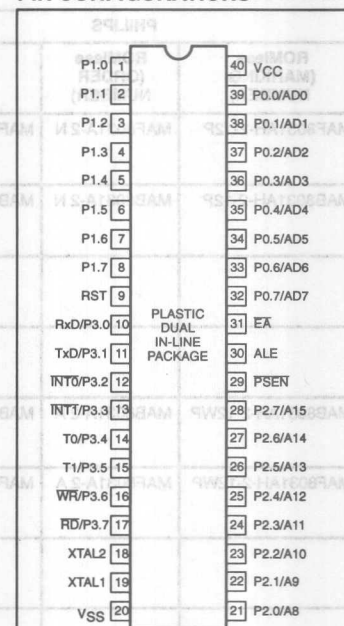 P1.0 1
P1.1 2
P1.2 3
P1.3 4
P1.4 5
P1.5 6
P1.6 7
P1.7 8
RST 9
RxD/P3.0 10
TxD/P3.1 11
INT0/P3.2 12
INT1/P3.3 13
T0/P3.4 14
T1/P3.5 15
WR/P3.6 16
RD/P3.7 17
XTAL2 18
XTAL1 19
VSS 20
PLASTIC
DUAL
IN-LINE
PACKAGE
40 VCC
39 P0.0/AD0
38 P0.1/AD1
37 P0.2/AD2
36 P0.3/AD3
35 P0.4/AD4
34 P0.5/AD5
33 P0.6/AD6
32 P0.7/AD7
31 EA
30 ALE
29 PSEN
28 P2.7/A15
27 P2.6/A14
26 P2.5/A13
25 P2.4/A12
24 P2.3/A11
23 P2.2/A10
22 P2.1/A9
21 P2.0/A8
PHILIPS